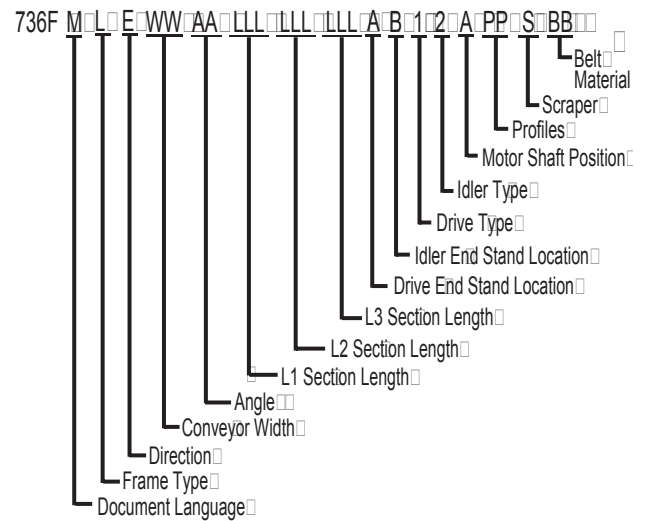 736F M L E WW AA LLL LLL LLL A B 1 2 A PP S BB
Belt
Material
Scraper
Profiles
Motor Shaft Position
Idler Type
Drive Type
Idler End Stand Location
Drive End Stand Location
L3 Section Length
L2 Section Length
L1 Section Length
Angle
Conveyor Width
Direction
Frame Type
Document Language